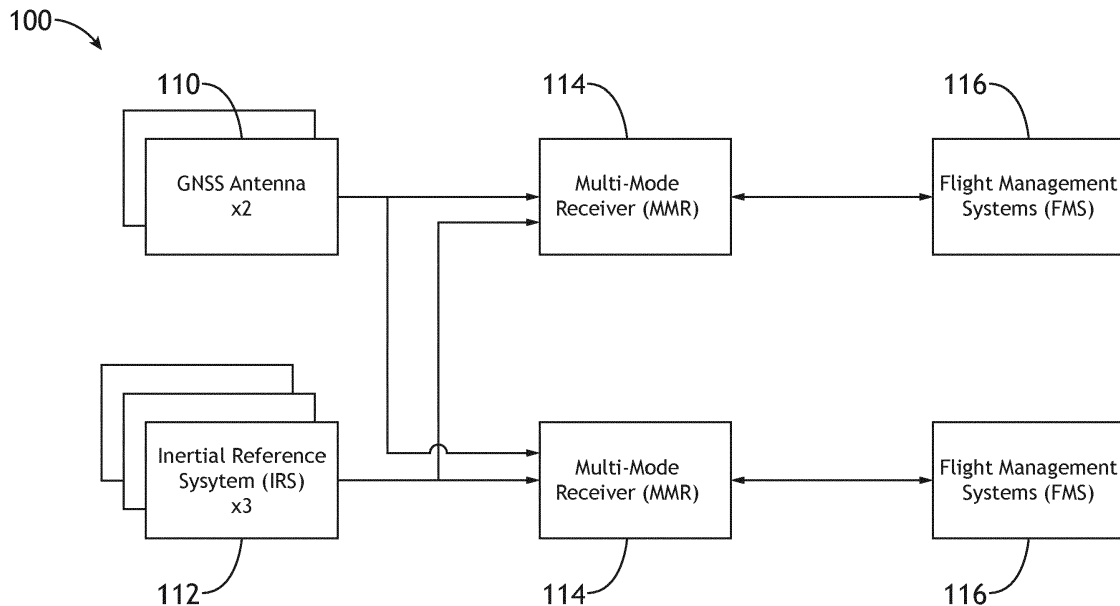 100
110
114
116
GNSS Antenna
x2
Multi-Mode
Receiver (MMR)
Flight Management
Systems (FMS)
Inertial Reference
Sysytem (IRS)
x3
Multi-Mode
Receiver (MMR)
Flight Management
Systems (FMS)
112
114
116